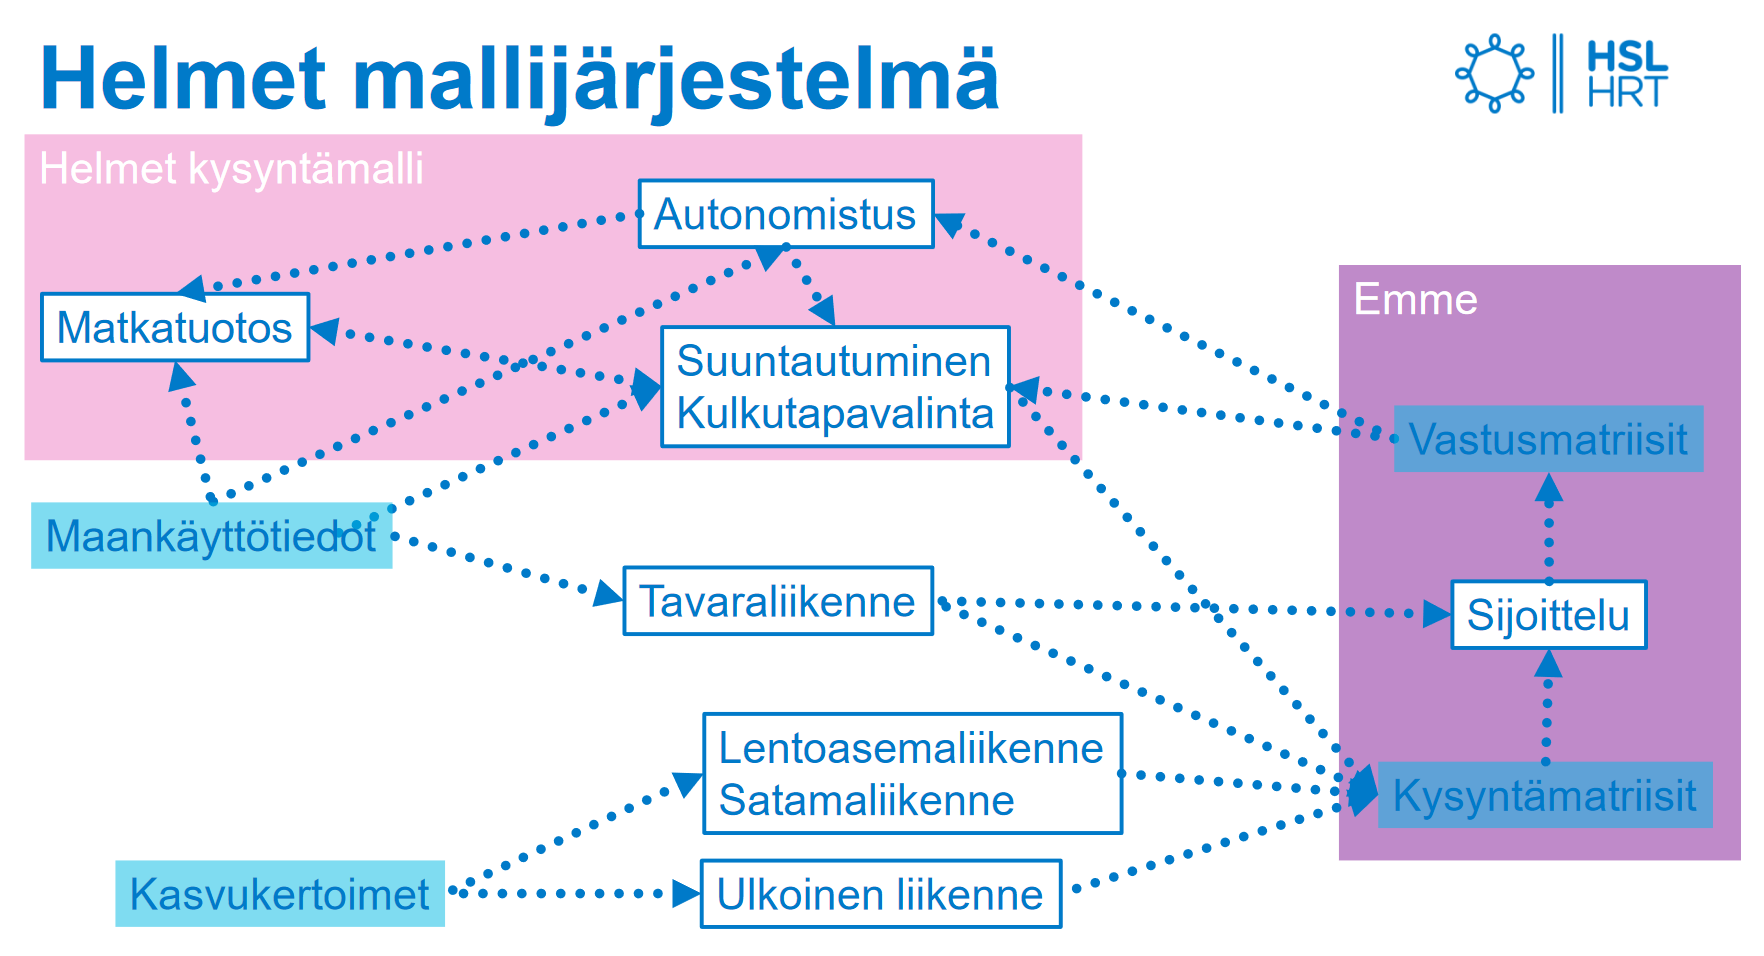 Helmet mallijärjestelmä
HSL
HRT
Helmet kysyntämalli
Autonomistus
Matkatuotos
Suuntautuminen
Kulkutapavalinta
Emme
Vastusmatriisit
Maankäyttötiedot
Tavaraliikenne
Sijoittelu
Lentoasemaliikenne
Satamaliikenne
Kysyntämatriisit
Kasvukertoimet
Ulkoinen liikenne